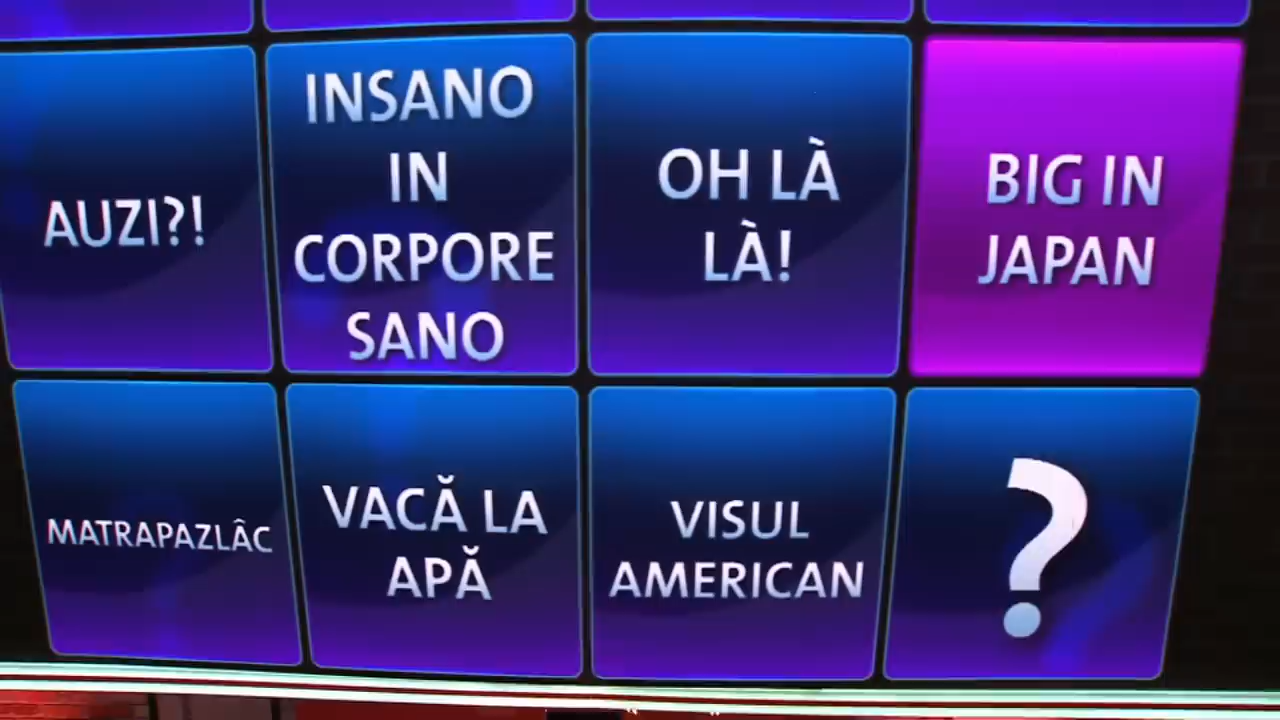 AUZI?!
INSANO
IN
CORPORE
SANO
OH LÀ
LÀ!
BIG IN
JAPAN
MATRAPAZLÂC
VACĂ LA
APĂ
VISUL
AMERICAN
?